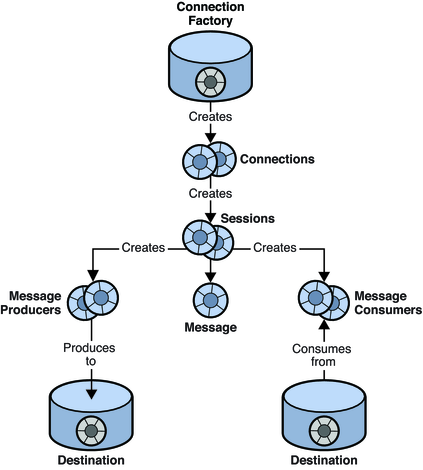 Connection
Factory
Creates
Connections
Creates
Sessions
Creates
Creates
Message
Producers
Message
Message
Consumers
Produces
to
Consumes
from
Destination
Destination